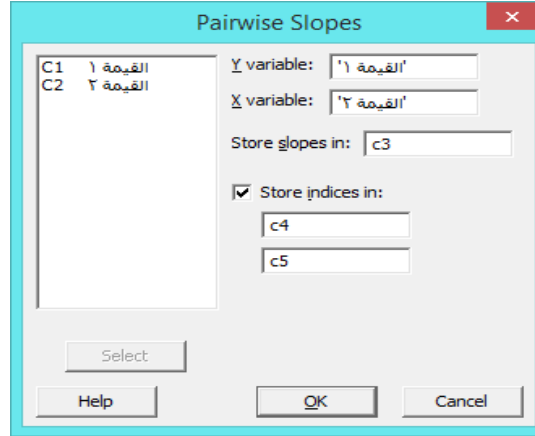 Pairwise Slopes
×
C1 القيمة ١
C2 القيمة ٢
Y variable: 'القيمة ١'
X variable: 'القيمة ٢'
Store slopes in: c3
Store indices in:
c4
c5
Select
Help OK Cancel